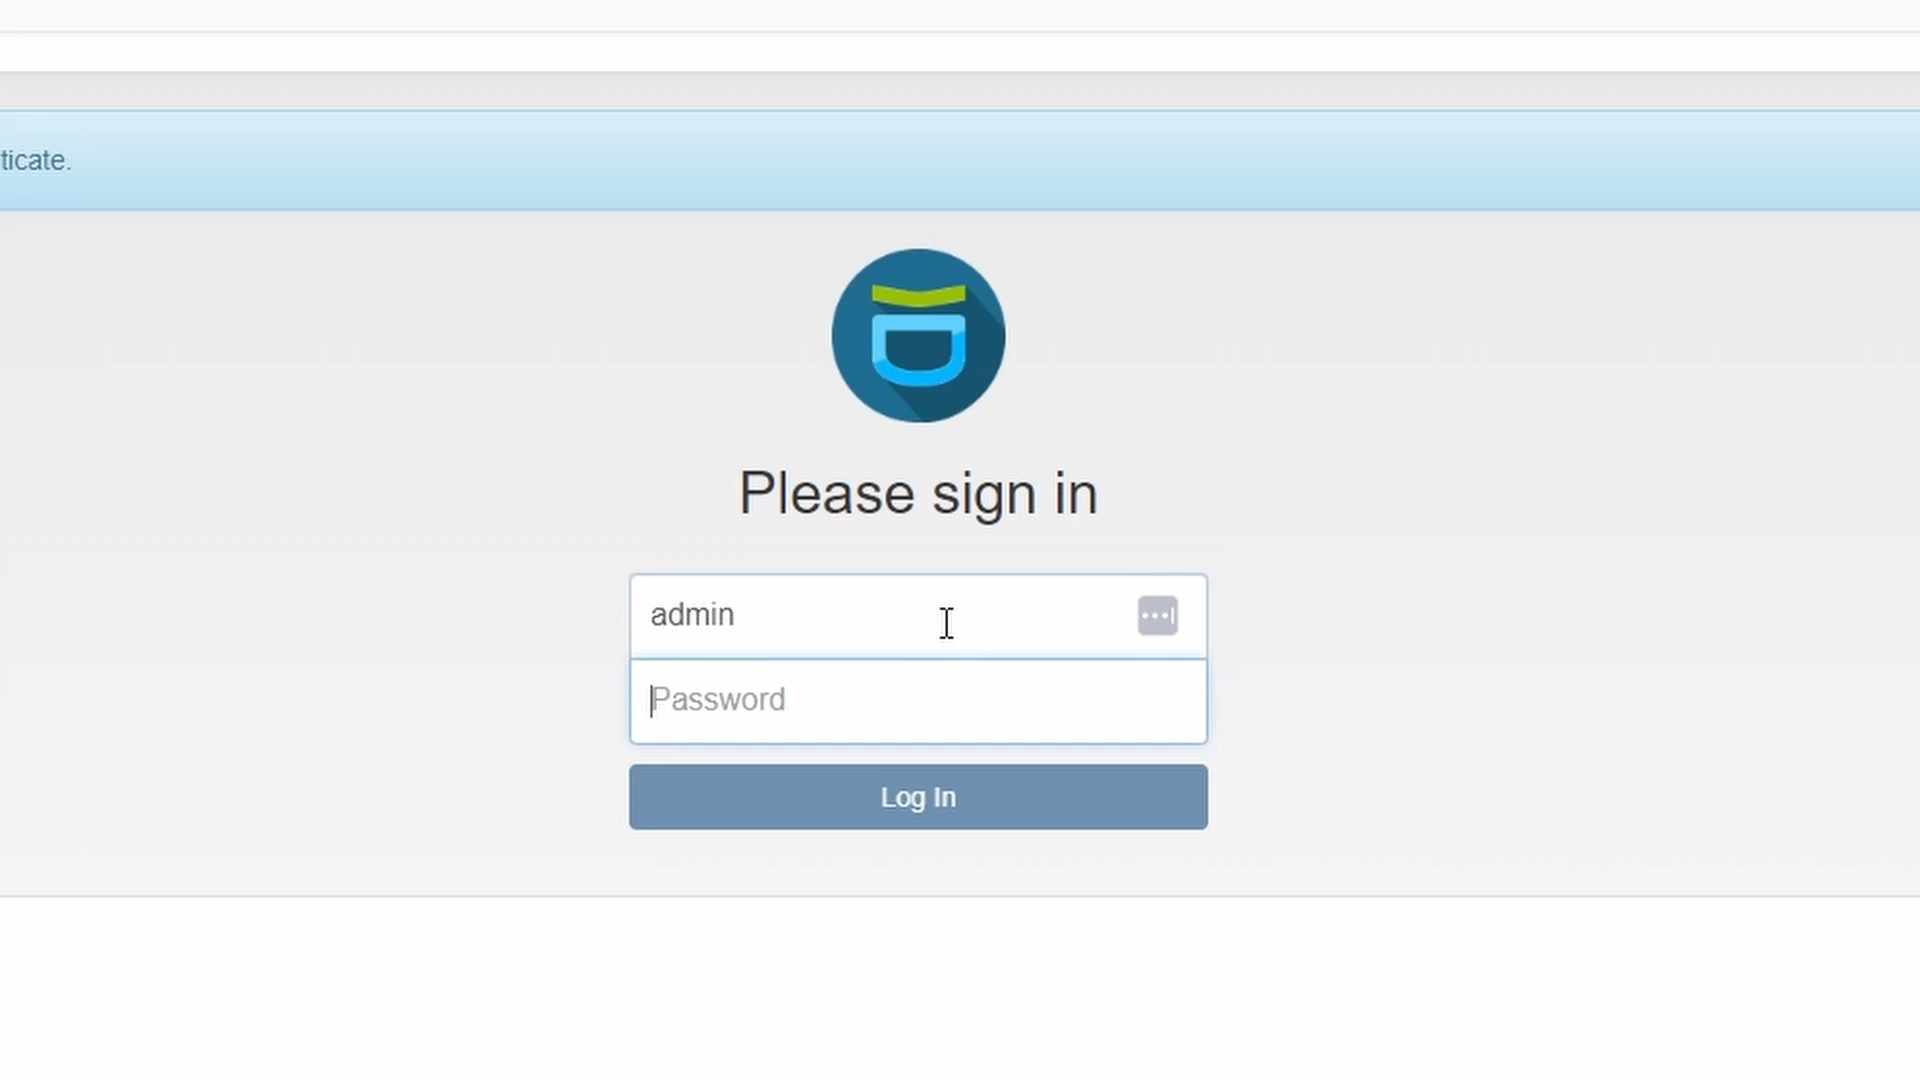 ticate.
Please sign in
admin
Password
Log In